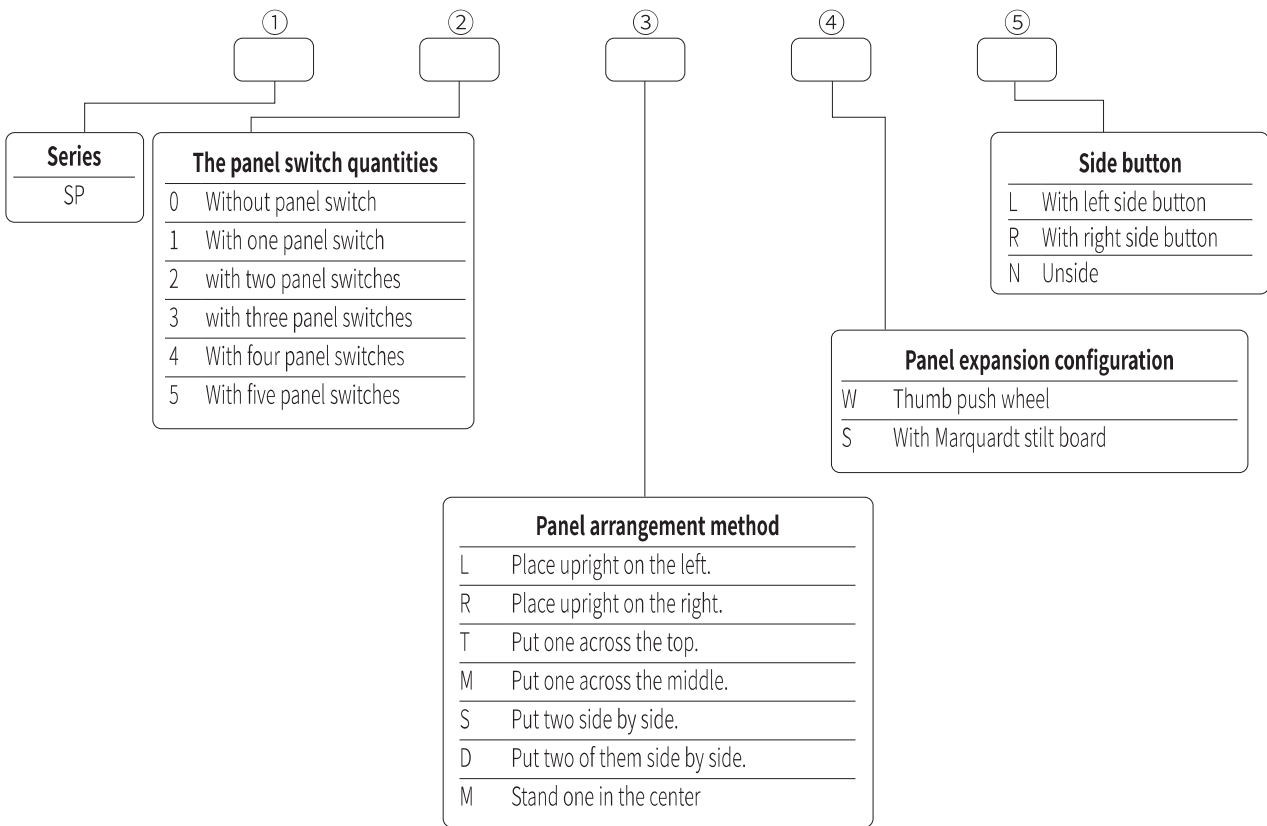 ① ② ③ ④ ⑤
Series
SP
The panel switch quantities
0 Without panel switch
1 With one panel switch
2 with two panel switches
3 with three panel switches
4 With four panel switches
5 With five panel switches
Side button
L With left side button
R With right side button
N Unside
Panel expansion configuration
W Thumb push wheel
S With Marquardt stilt board
Panel arrangement method
L Place upright on the left.
R Place upright on the right.
T Put one across the top.
M Put one across the middle.
S Put two side by side.
D Put two of them side by side.
M Stand one in the center